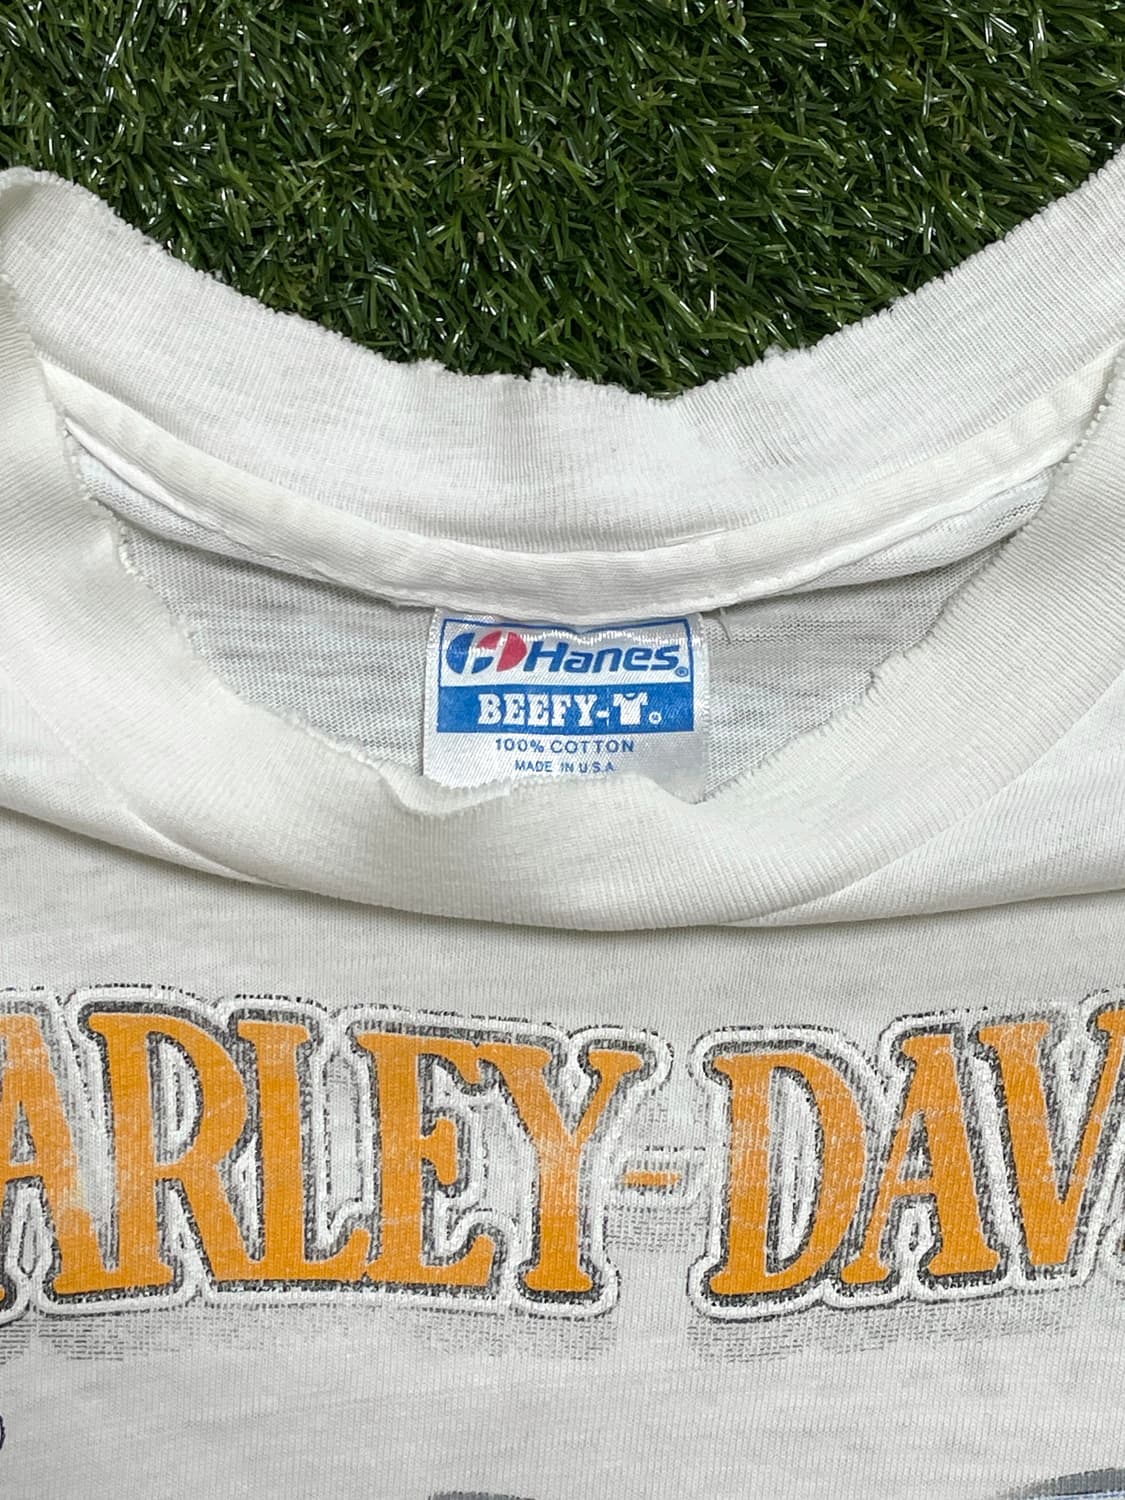 Hanes®
BEEFY-T®
100% COTTON
MADE IN U.S.A.
ARLEY-DAV